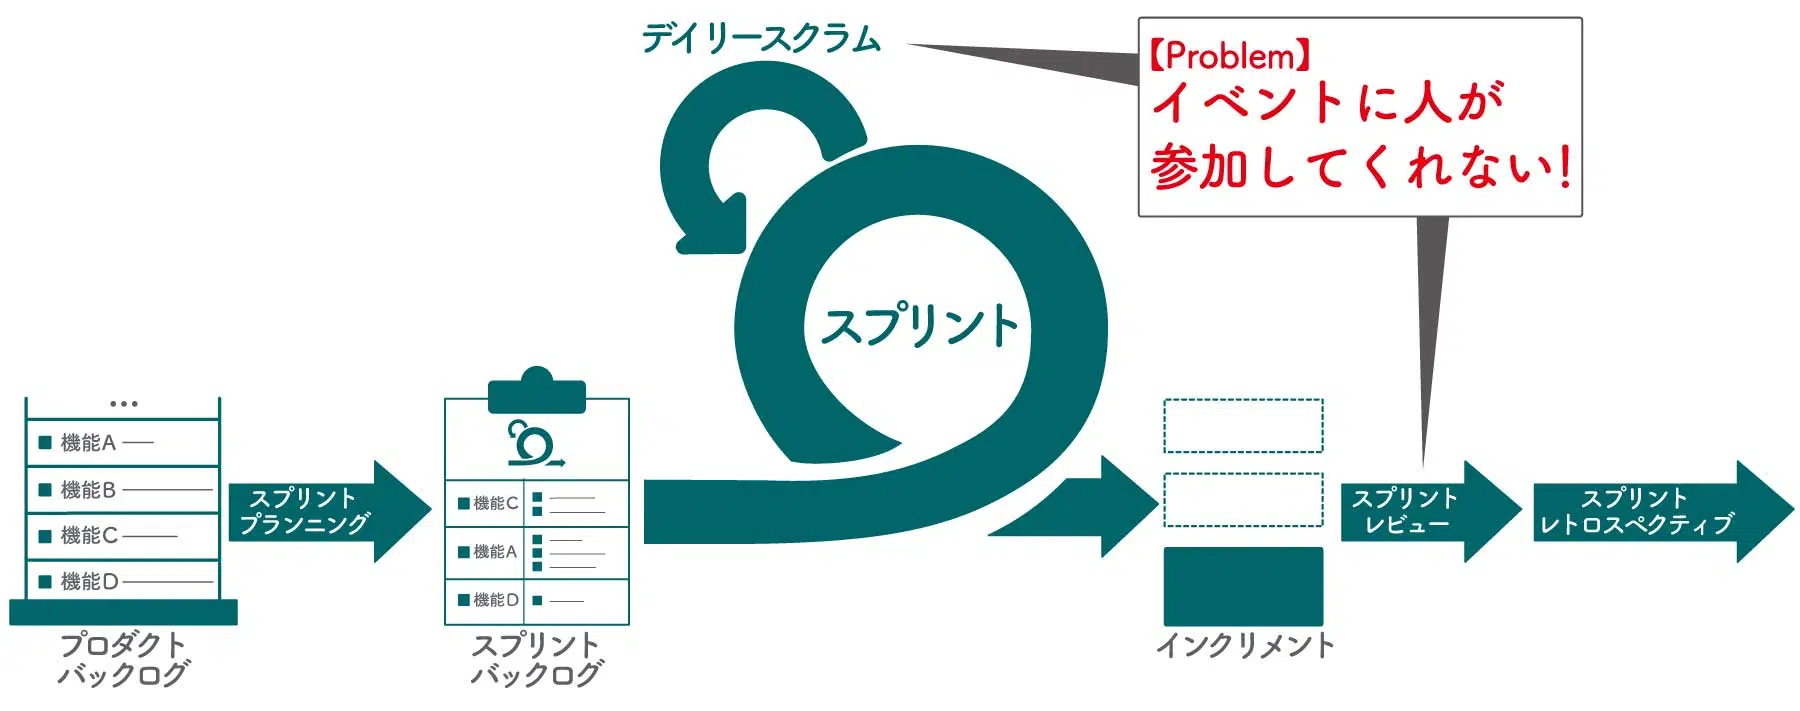 デイリースクラム
【Problem】
イベントに人が
参加してくれない!
スプリント
...
機能A
機能B
機能C
機能D
プロダクト
バックログ
スプリント
プランニング
機能C
機能A
機能D
スプリント
バックログ
インクリメント
スプリント
レビュー
スプリント
レトロスペクティブ